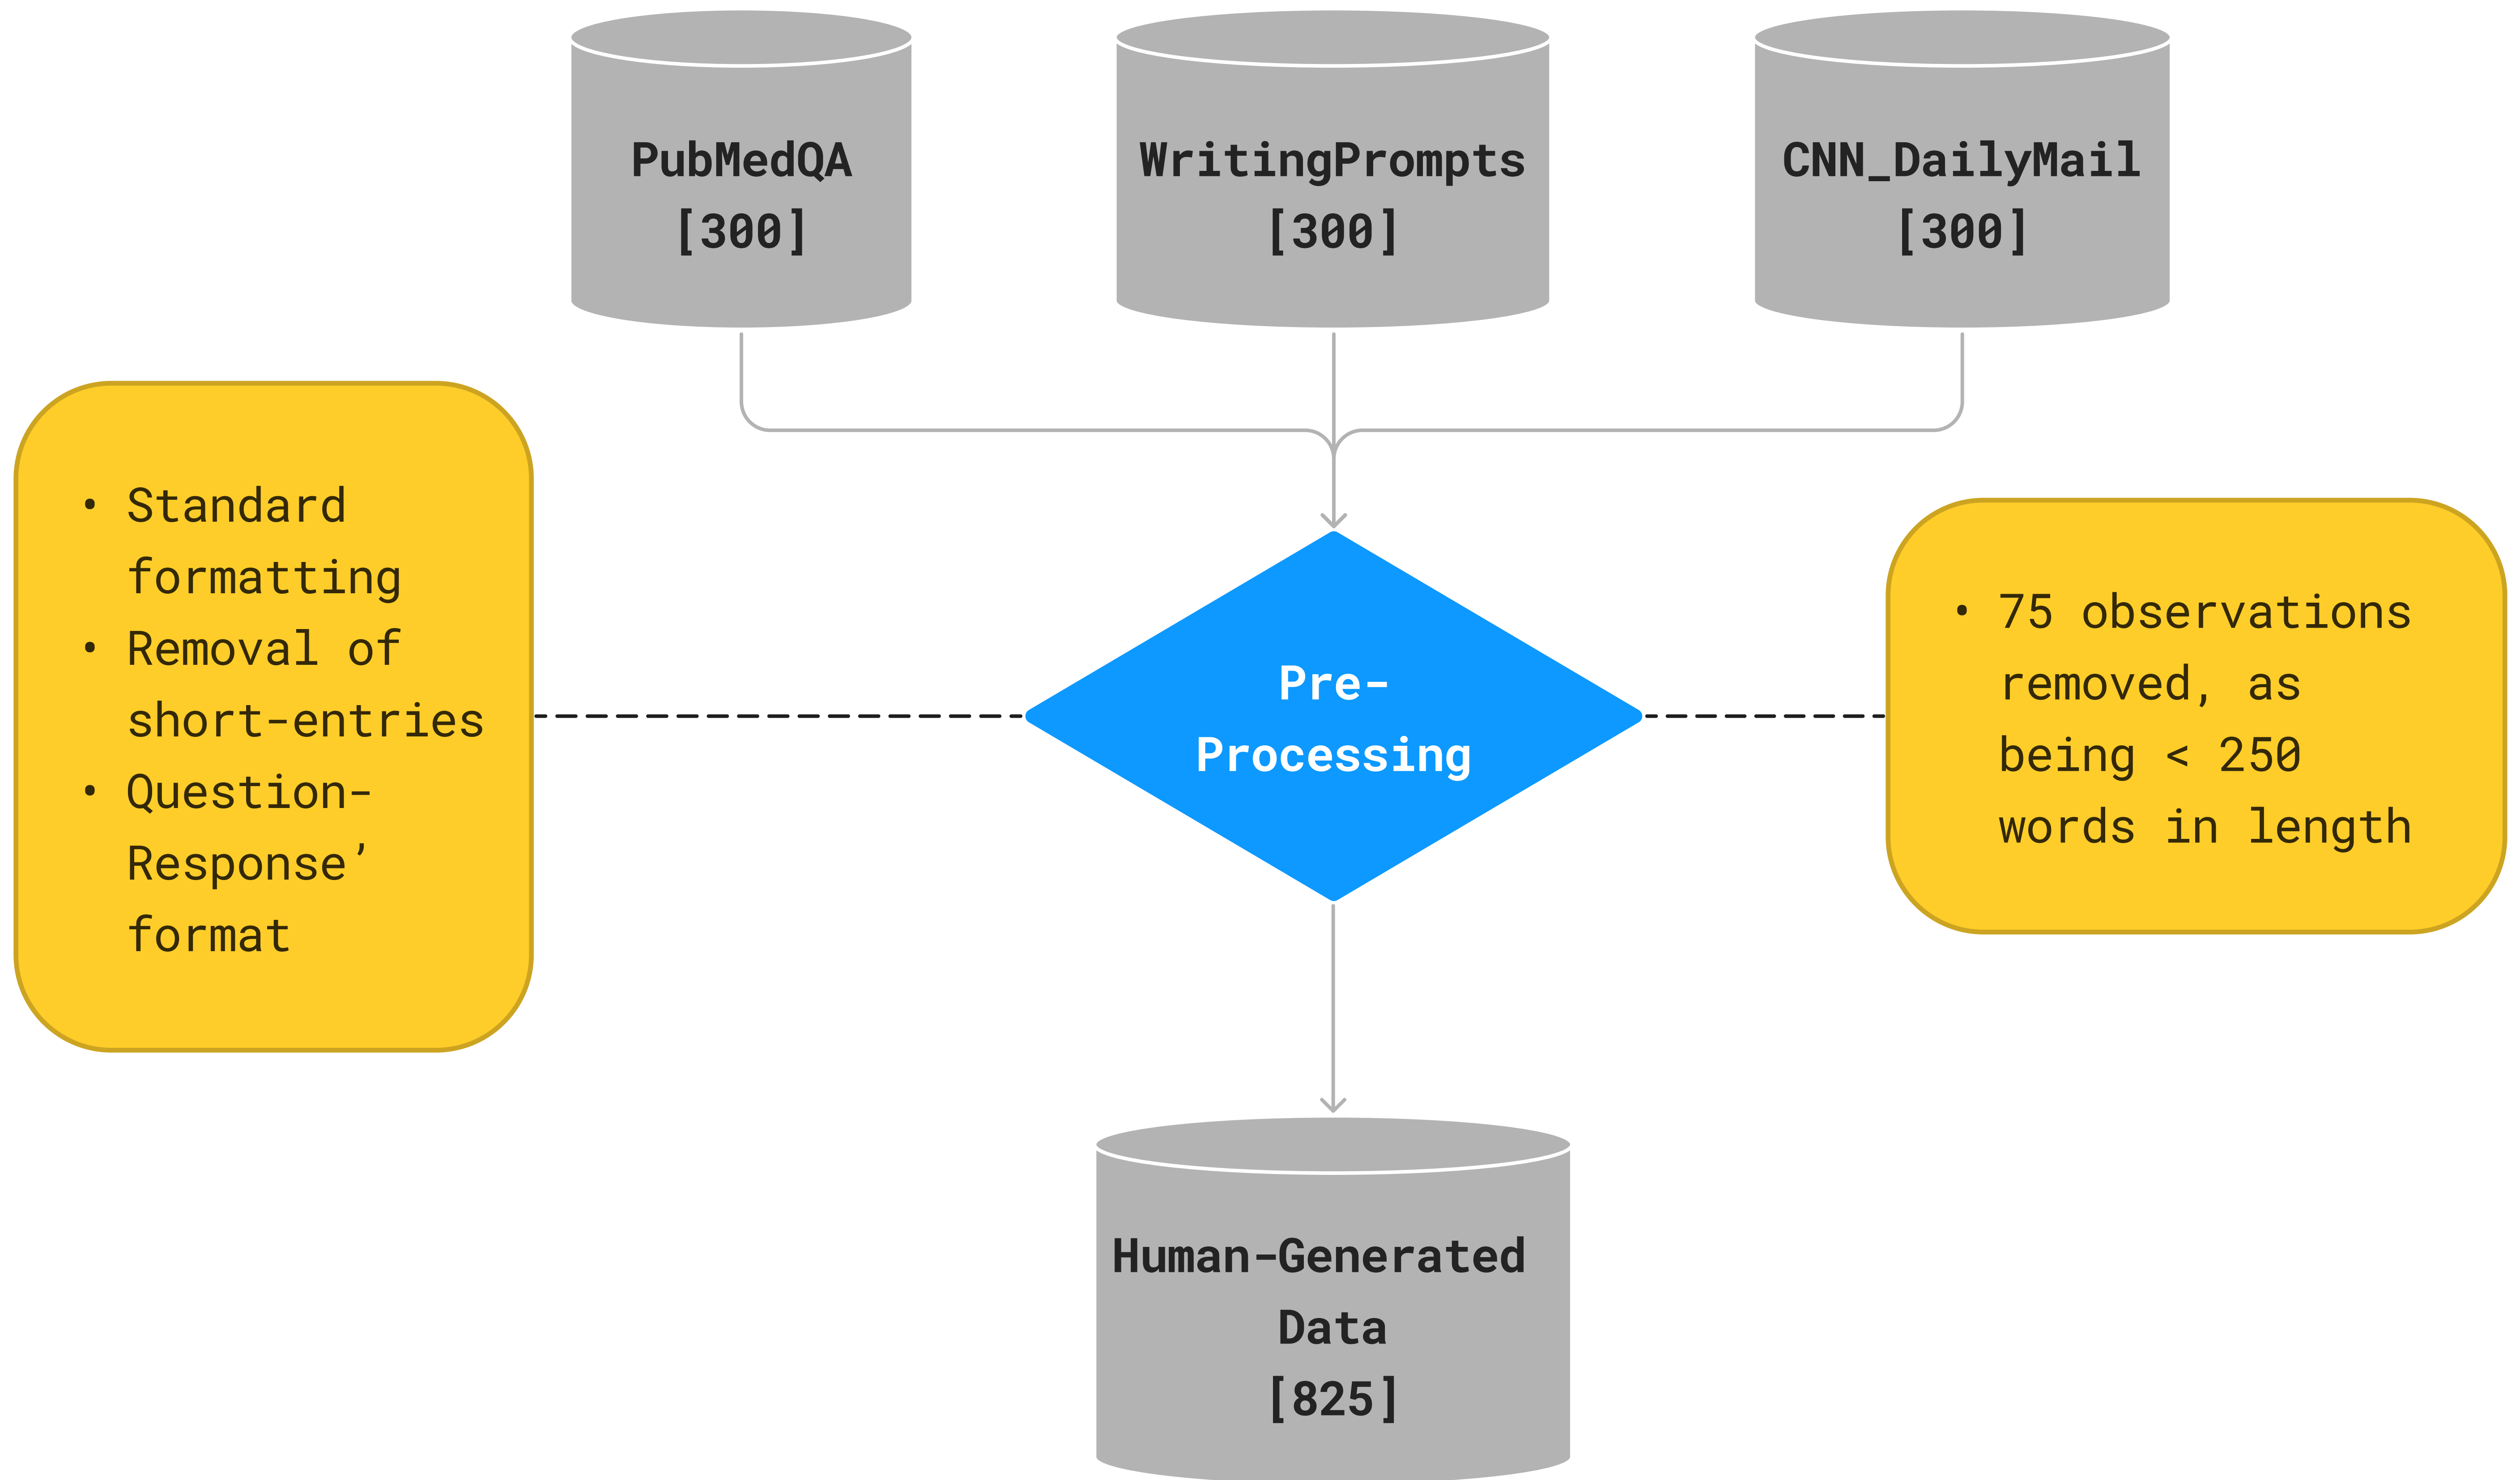 PubMedQA
[300]
WritingPrompts
[300]
CNN_DailyMail
[300]
• Standard
formatting
• Removal of
short-entries
• Question-
Response’
format
Pre-
Processing
• 75 observations
removed, as
being < 250
words in length
Human-Generated
Data
[825]